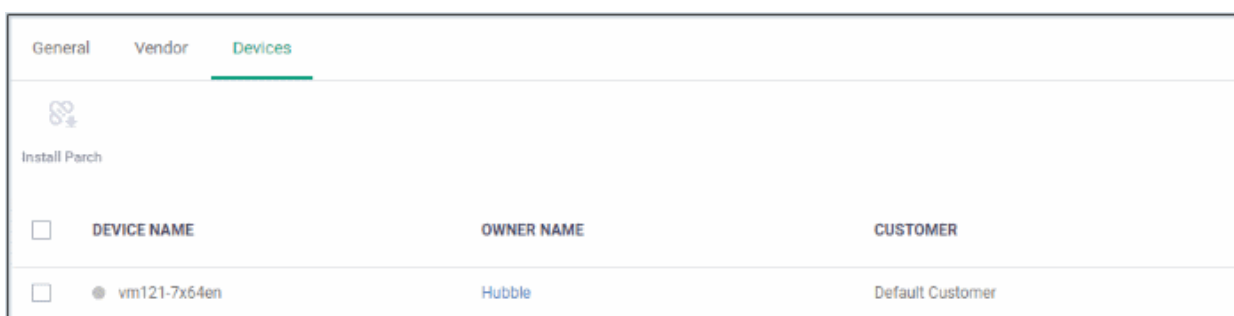 General Vendor Devices
Install Parch
DEVICE NAME OWNER NAME CUSTOMER
vm121-7x64en Hubble Default Customer